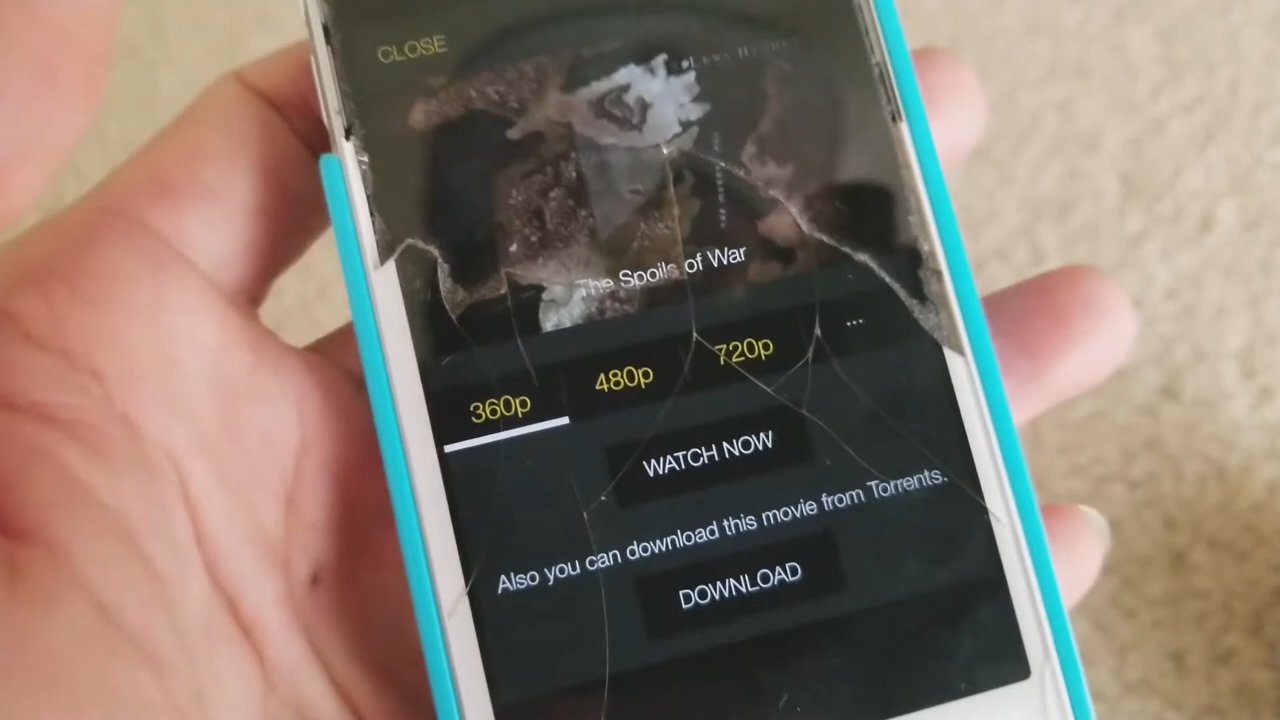 CLOSE
The Spoils of War
360p
480p
720p
...
WATCH NOW
Also you can download this movie from Torrents.
DOWNLOAD